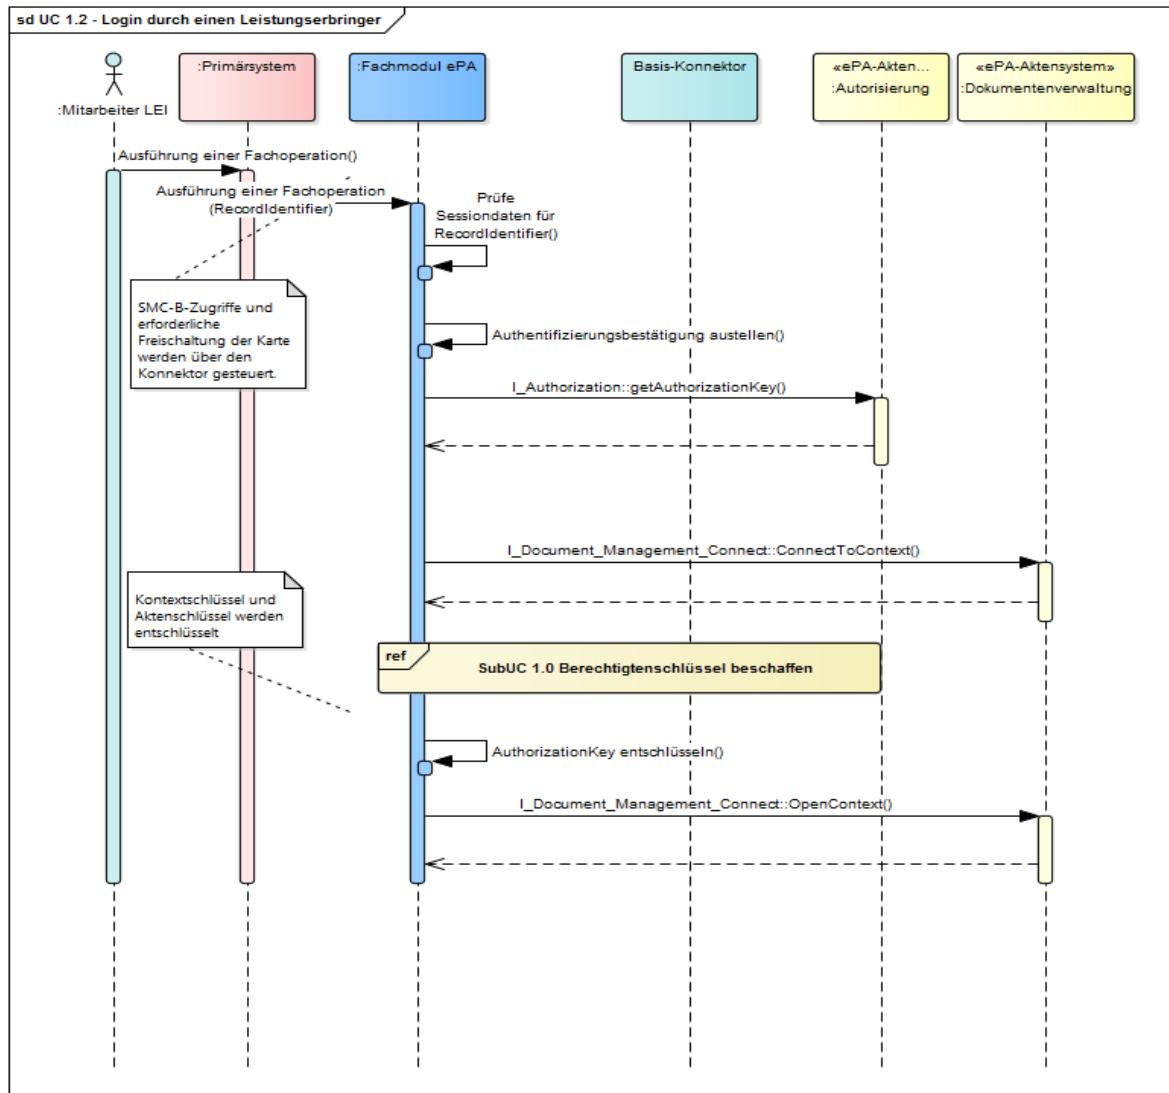 sd UC 1.2 - Login durch einen Leistungserbringer
:Mitarbeiter LEI
:Primärsystem
:Fachmodul ePA
Basis-Konnektor
«ePA-Akten...
:Autorisierung
«ePA-Aktensystem»
:Dokumentenverwaltung
Ausführung einer Fachoperation()
Ausführung einer Fachoperation
(RecordIdentifier)
Prüfe
Sessiondaten für
RecordIdentifier()
SMC-B-Zugriffe und
erforderliche
Freischaltung der Karte
werden über den
Konnektor gesteuert.
Authentifizierungsbestätigung austellen()
I_Authorization::getAuthorizationKey()
I_Document_Management_Connect::ConnectToContext()
Kontextschlüssel und
Aktenschlüssel werden
entschlüsselt
ref
SubUC 1.0 Berechtigtenschlüssel beschaffen
AuthorizationKey entschlüsseln()
I_Document_Management_Connect::OpenContext()